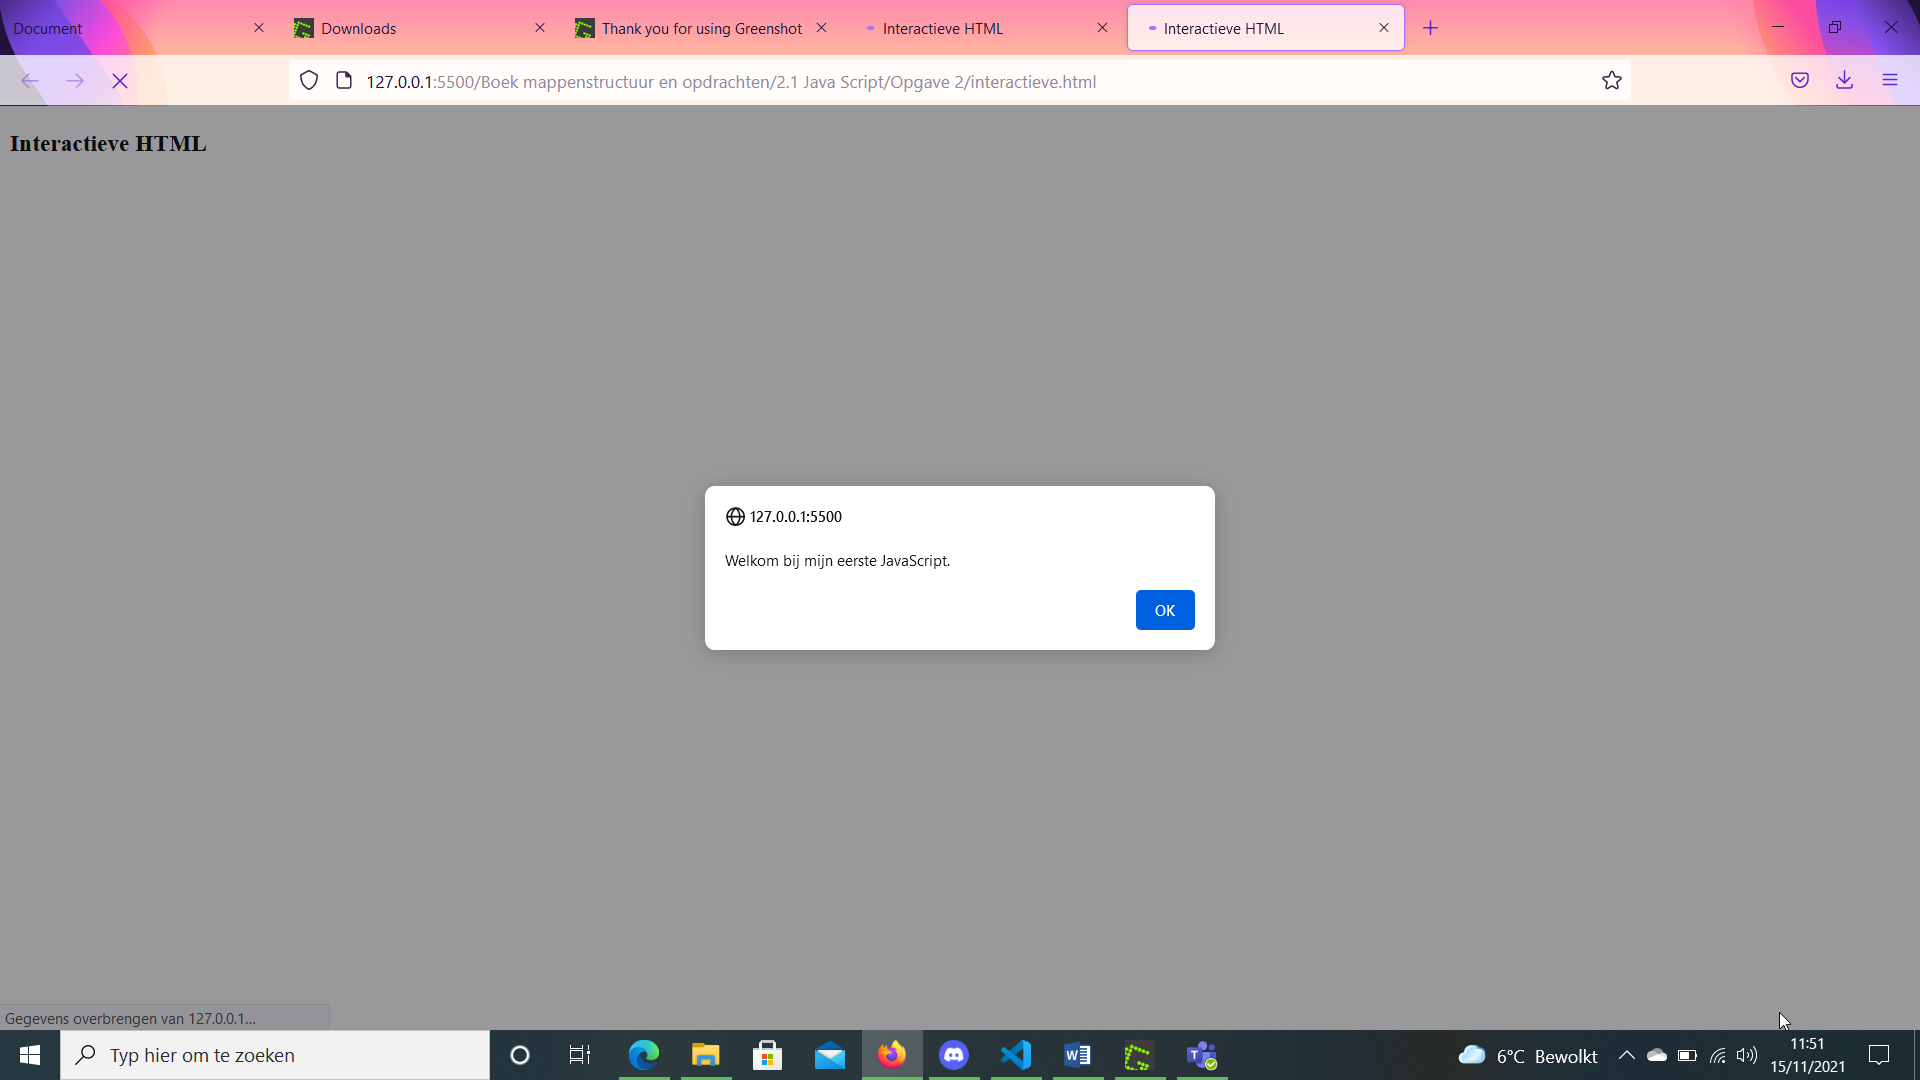 Document
Downloads
Thank you for using Greenshot
Interactieve HTML
Interactieve HTML
127.0.0.1:5500/Boek mappenstructuur en opdrachten/2.1 Java Script/Opgave 2/interactieve.html
Interactieve HTML
127.0.0.1:5500
Welkom bij mijn eerste JavaScript.
OK
Gegevens overbrengen van 127.0.0.1...
Typ hier om te zoeken
6°C Bewolkt
11:51
15/11/2021